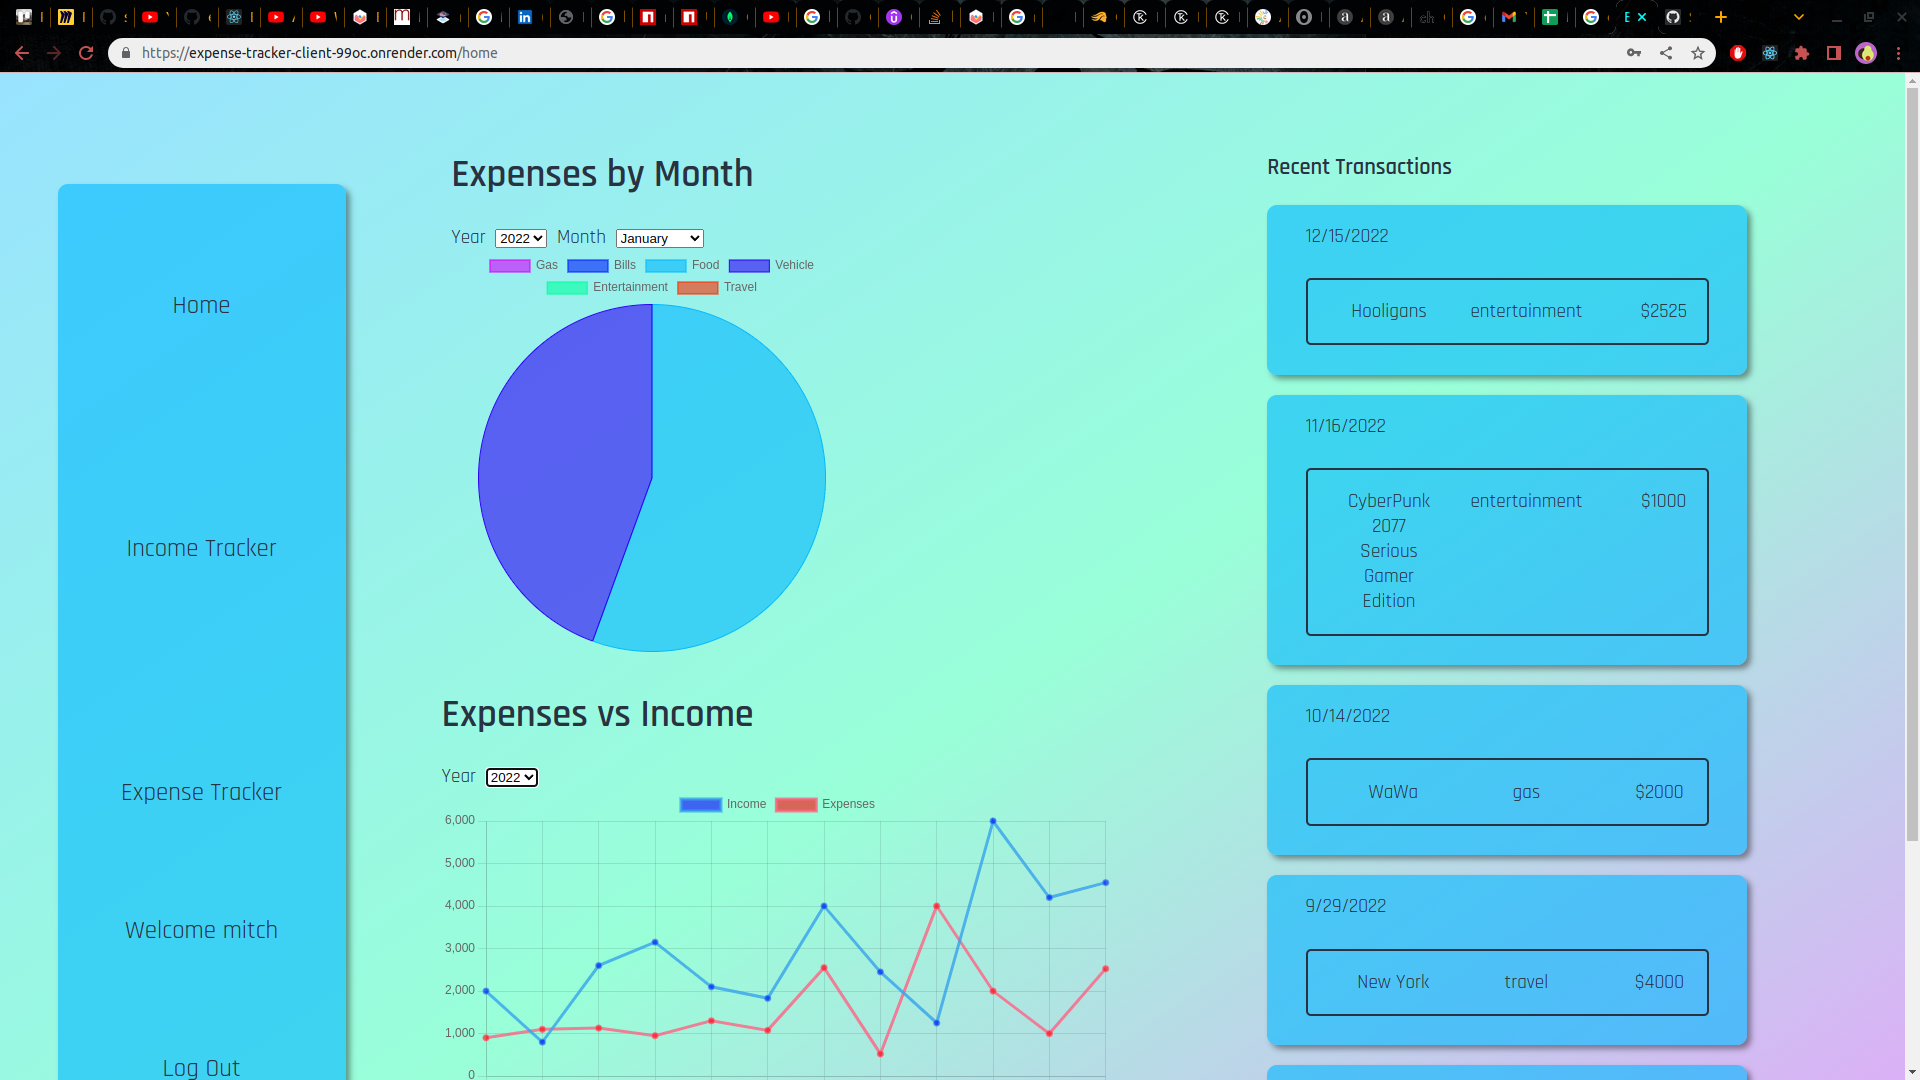 https://expense-tracker-client-99oc.onrender.com/home
Home
Income Tracker
Expense Tracker
Welcome mitch
Log Out
Expenses by Month
Year 2022 Month January
Gas Bills Food Vehicle
Entertainment Travel
Expenses vs Income
Year 2022
Income Expenses
6,000
5,000
4,000
3,000
2,000
1,000
0
Recent Transactions
12/15/2022
Hooligans entertainment $2525
11/16/2022
CyberPunk entertainment $1000
2077
Serious
Gamer
Edition
10/14/2022
WaWa gas $2000
9/29/2022
New York travel $4000